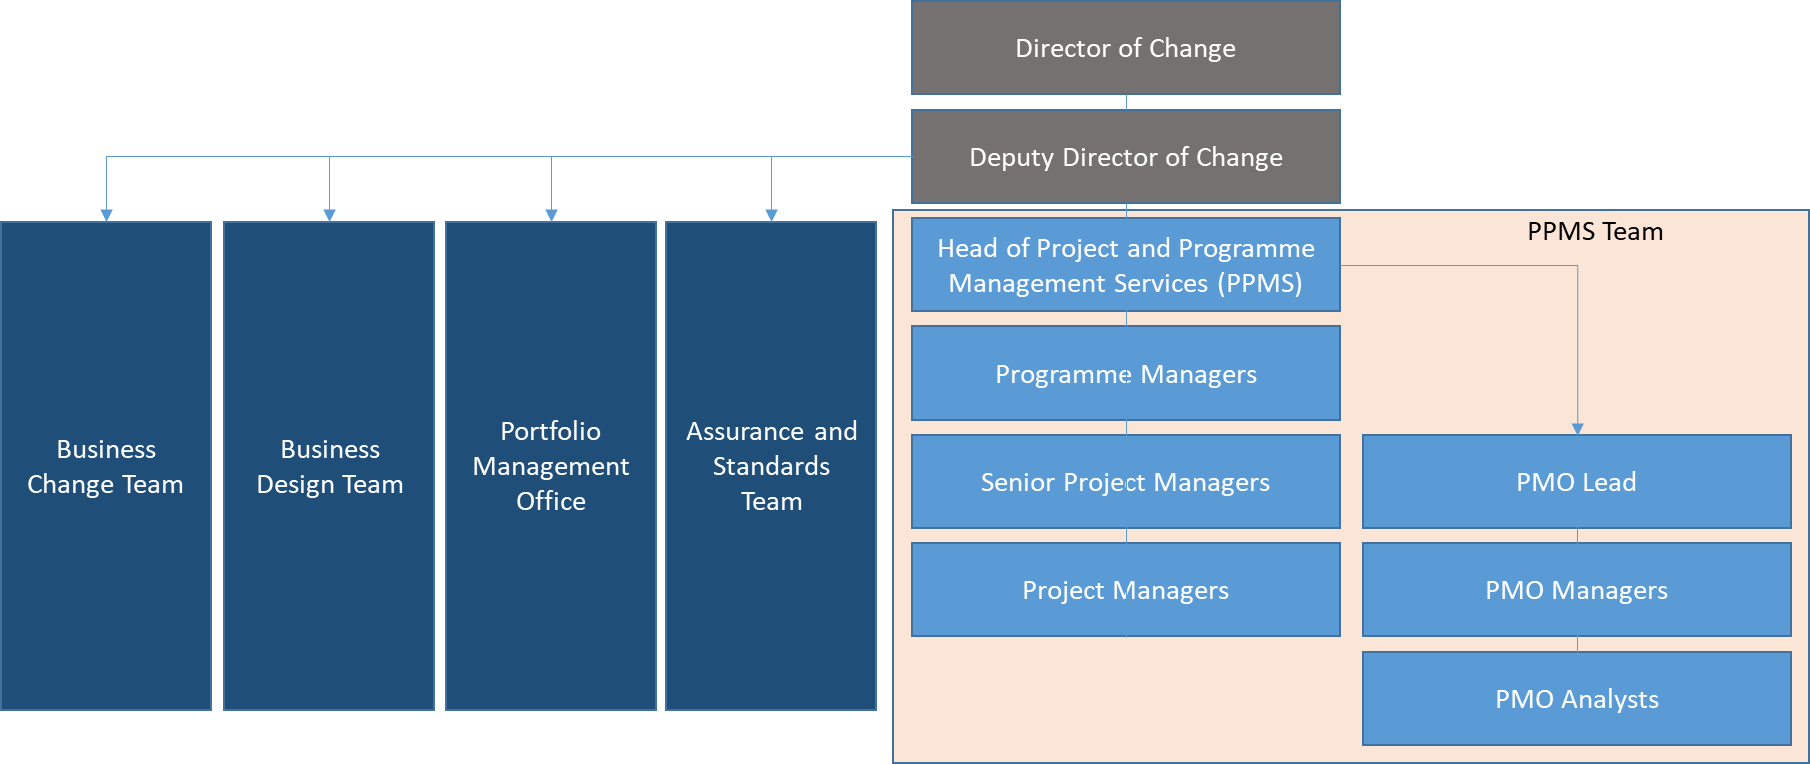 Director of Change
Deputy Director of Change
PPMS Team
Head of Project and Programme
Management Services (PPMS)
Programme Managers
Business
Change Team
Business
Design Team
Portfolio
Management
Office
Assurance and
Standards
Team
Senior Project Managers
PMO Lead
Project Managers
PMO Managers
PMO Analysts